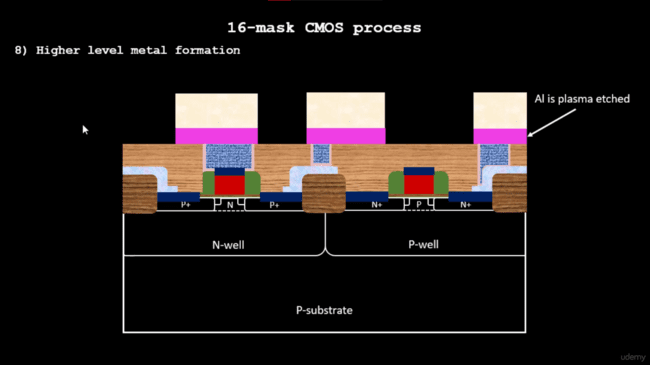 16-mask CMOS process
8) Higher level metal formation
Al is plasma etched
P+
N
P+
N+
P
N+
N-well
P-well
P-substrate
udemy